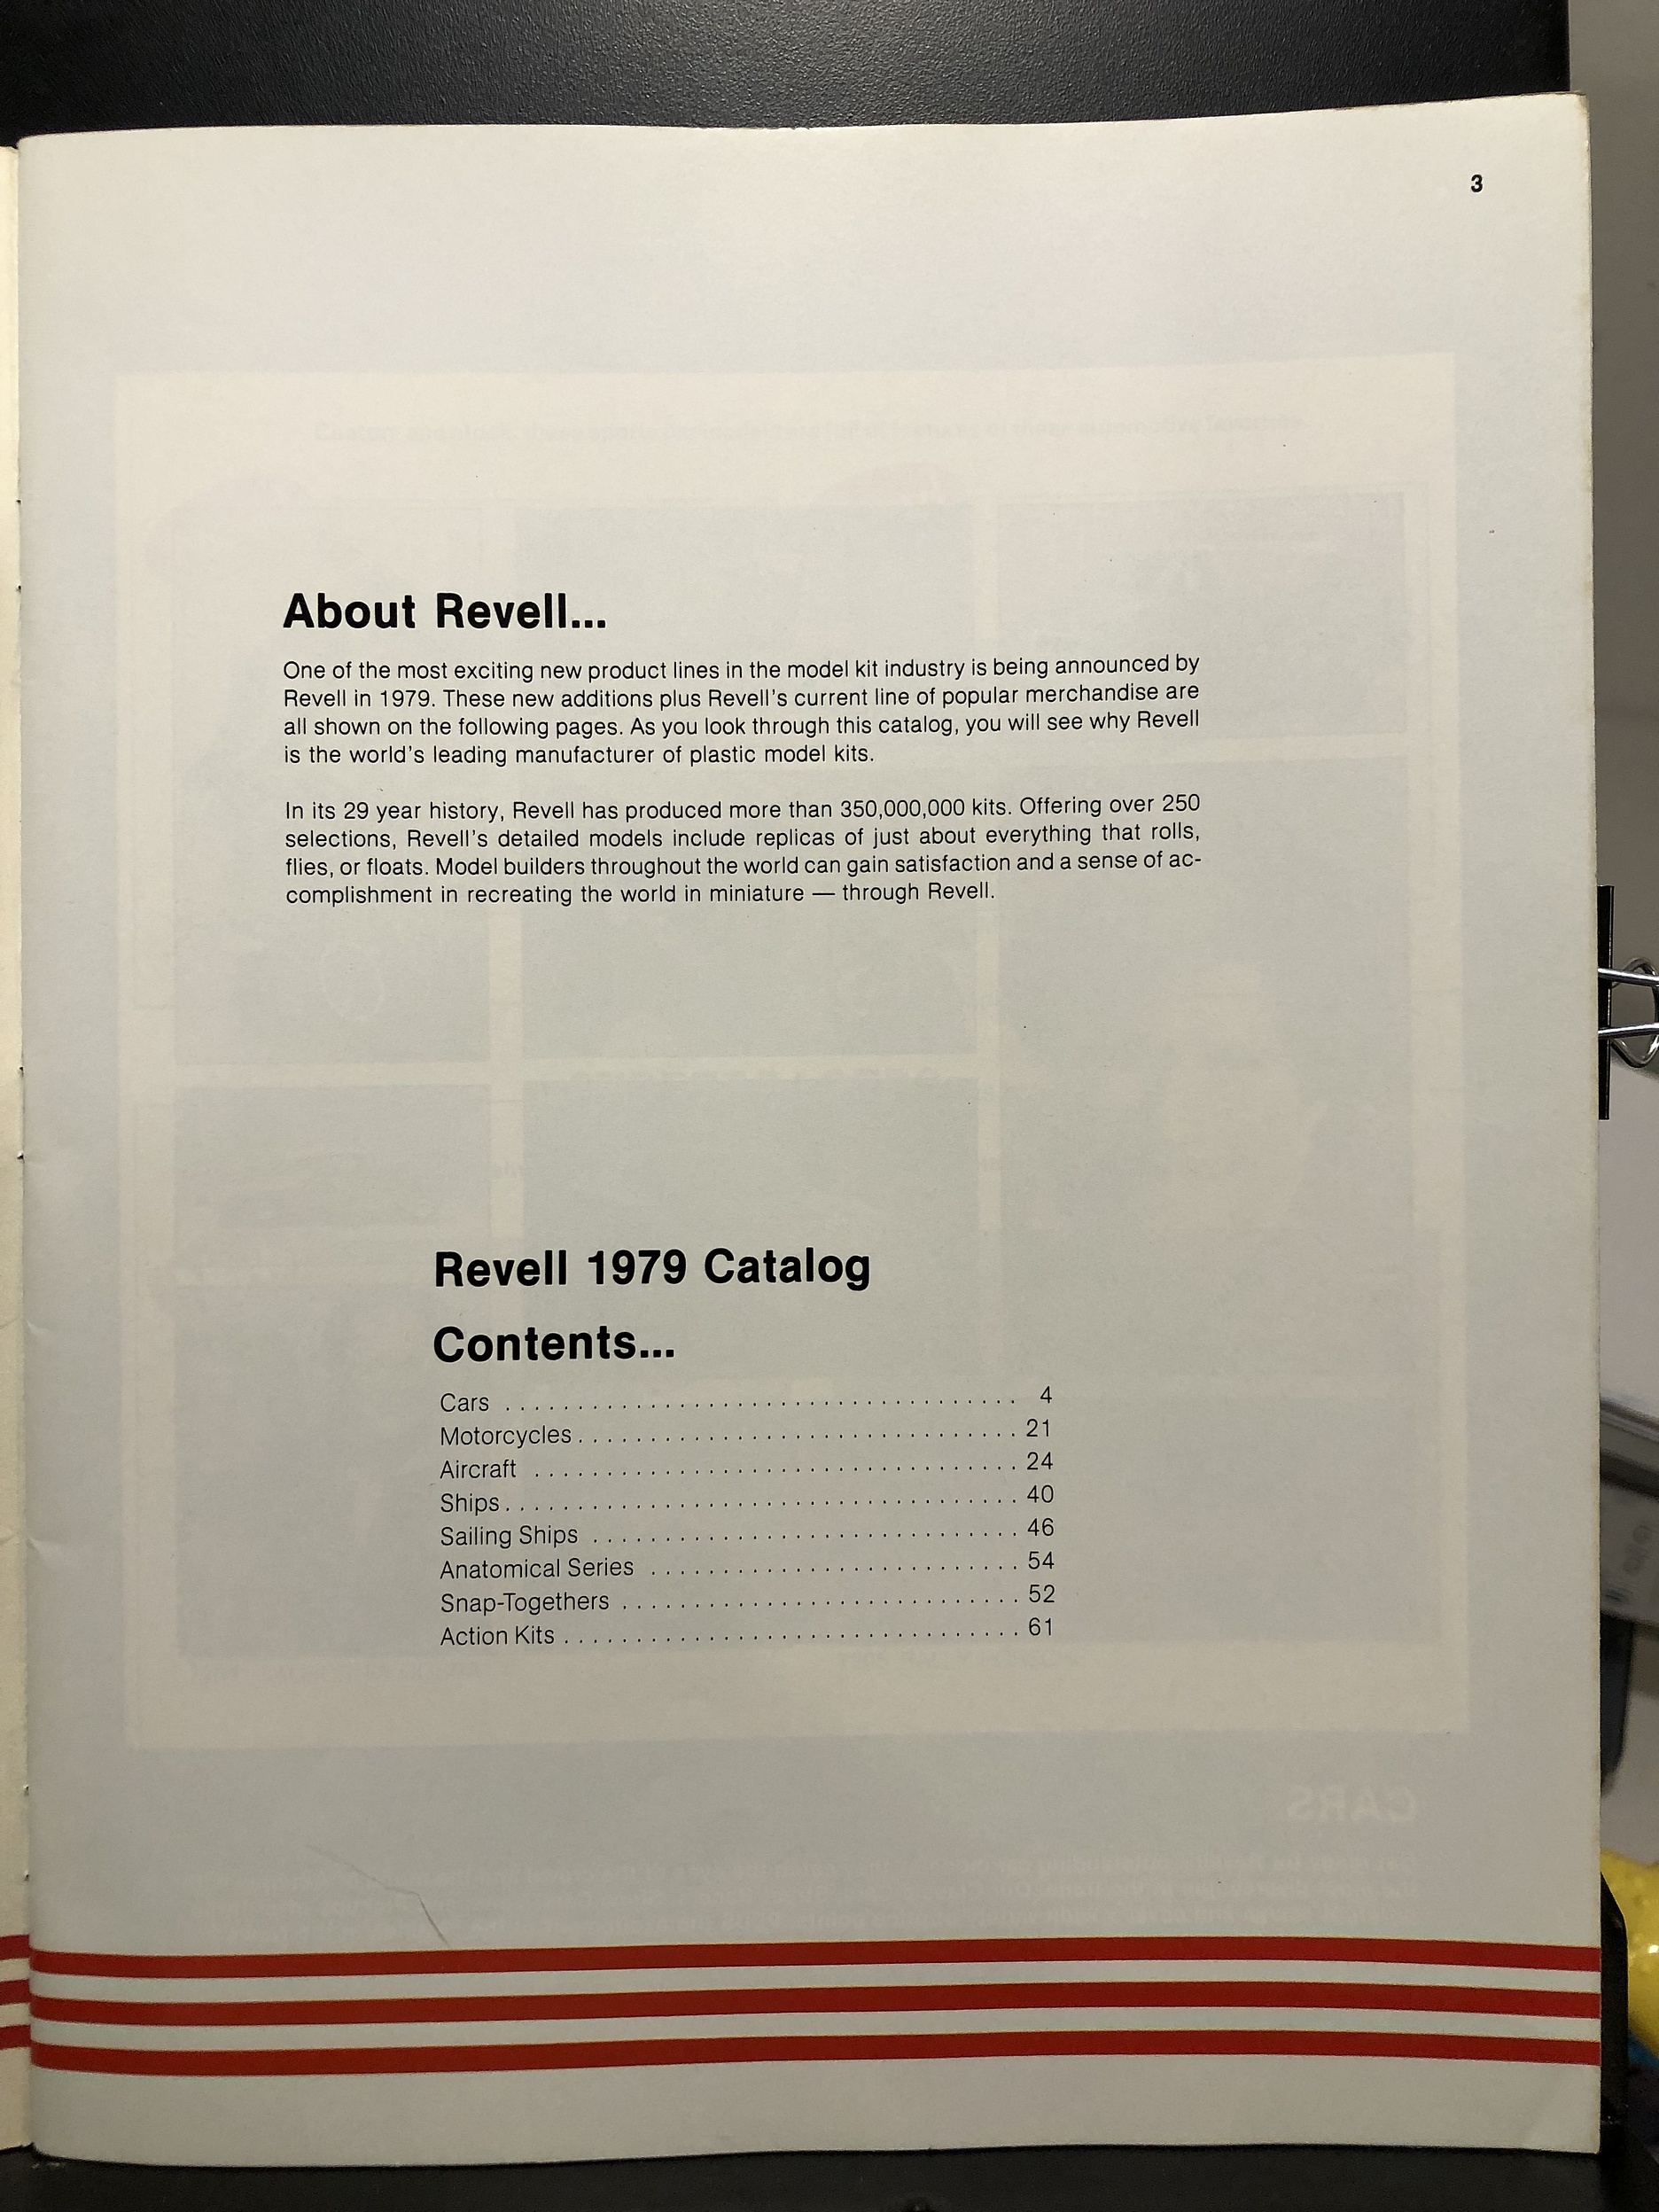 3
About Revell...
One of the most exciting new product lines in the model kit industry is being announced by
Revell in 1979. These new additions plus Revell's current line of popular merchandise are
all shown on the following pages. As you look through this catalog, you will see why Revell
is the world's leading manufacturer of plastic model kits.
In its 29 year history, Revell has produced more than 350,000,000 kits. Offering over 250
selections, Revell's detailed models include replicas of just about everything that rolls,
flies, or floats. Model builders throughout the world can gain satisfaction and a sense of ac-
complishment in recreating the world in miniature — through Revell.
Revell 1979 Catalog
Contents...
Cars . . . . . . . . . . . . . . . . . . . . . . . . . . . . . . . . . . . . 4
Motorcycles . . . . . . . . . . . . . . . . . . . . . . . . . . . . . . . 21
Aircraft . . . . . . . . . . . . . . . . . . . . . . . . . . . . . . . . . . 24
Ships . . . . . . . . . . . . . . . . . . . . . . . . . . . . . . . . . . . . 40
Sailing Ships . . . . . . . . . . . . . . . . . . . . . . . . . . . . . . 46
Anatomical Series . . . . . . . . . . . . . . . . . . . . . . . . . . 54
Snap-Togethers . . . . . . . . . . . . . . . . . . . . . . . . . . . . 52
Action Kits . . . . . . . . . . . . . . . . . . . . . . . . . . . . . . . . 61
CARS